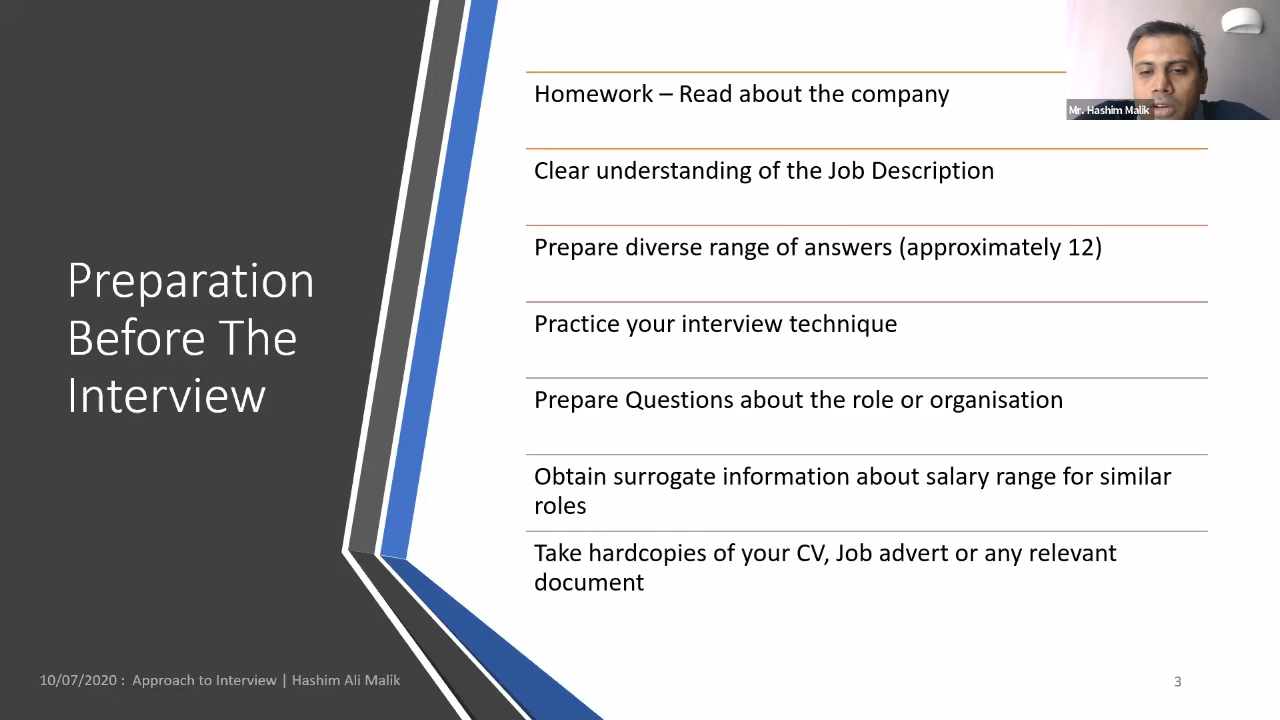 Preparation
Before The
Interview
Homework – Read about the company
Clear understanding of the Job Description
Prepare diverse range of answers (approximately 12)
Practice your interview technique
Prepare Questions about the role or organisation
Obtain surrogate information about salary range for similar
roles
Take hardcopies of your CV, Job advert or any relevant
document
Mr. Hashim Malik
10/07/2020 : Approach to Interview | Hashim Ali Malik
3